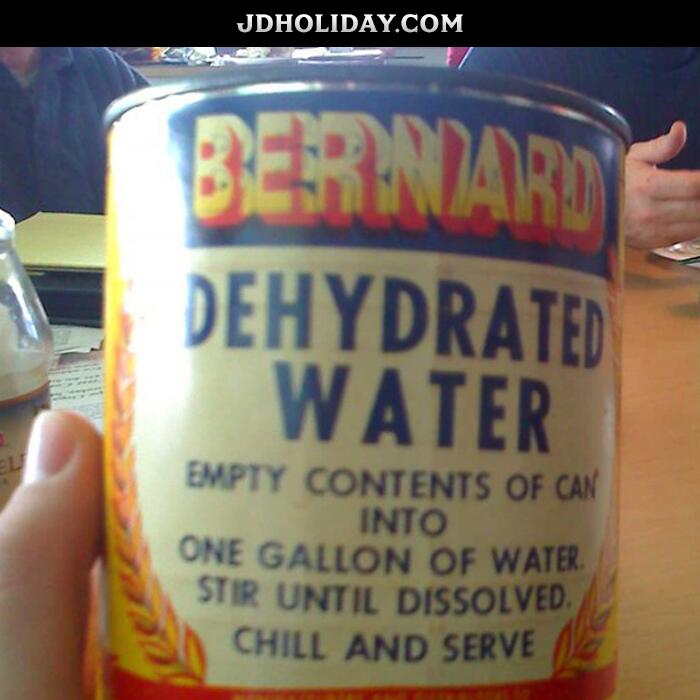 JDHOLIDAY.COM
BERNARD
DEHYDRATED
WATER
EMPTY CONTENTS OF CAN
INTO
ONE GALLON OF WATER.
STIR UNTIL DISSOLVED.
CHILL AND SERVE